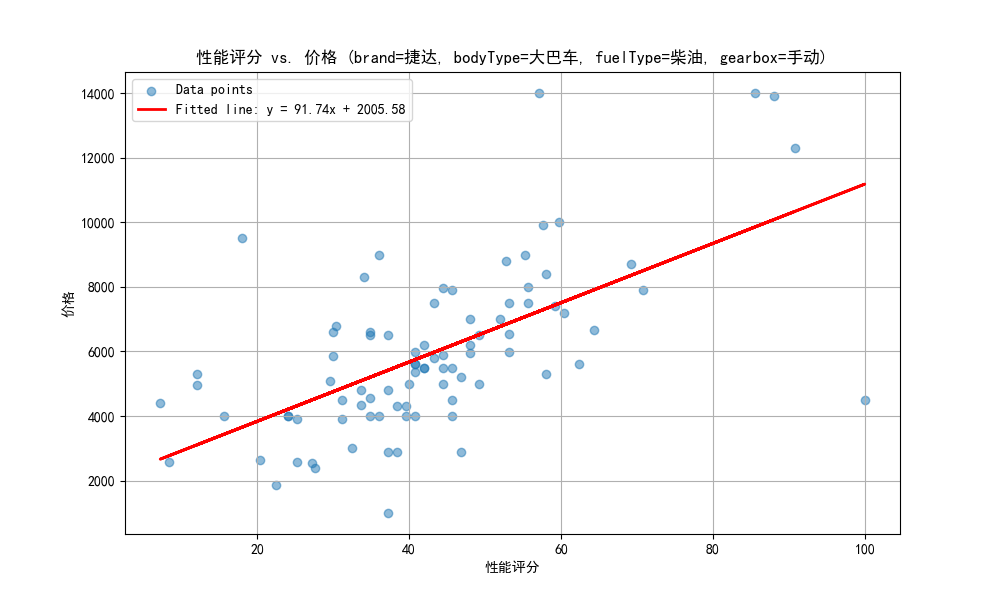 性能评分 vs. 价格 (brand=捷达, bodyType=大巴车, fuelType=柴油, gearbox=手动)
Data points
Fitted line: y = 91.74x + 2005.58
14000
12000
10000
8000
6000
4000
2000
价格
20 40 60 80 100
性能评分